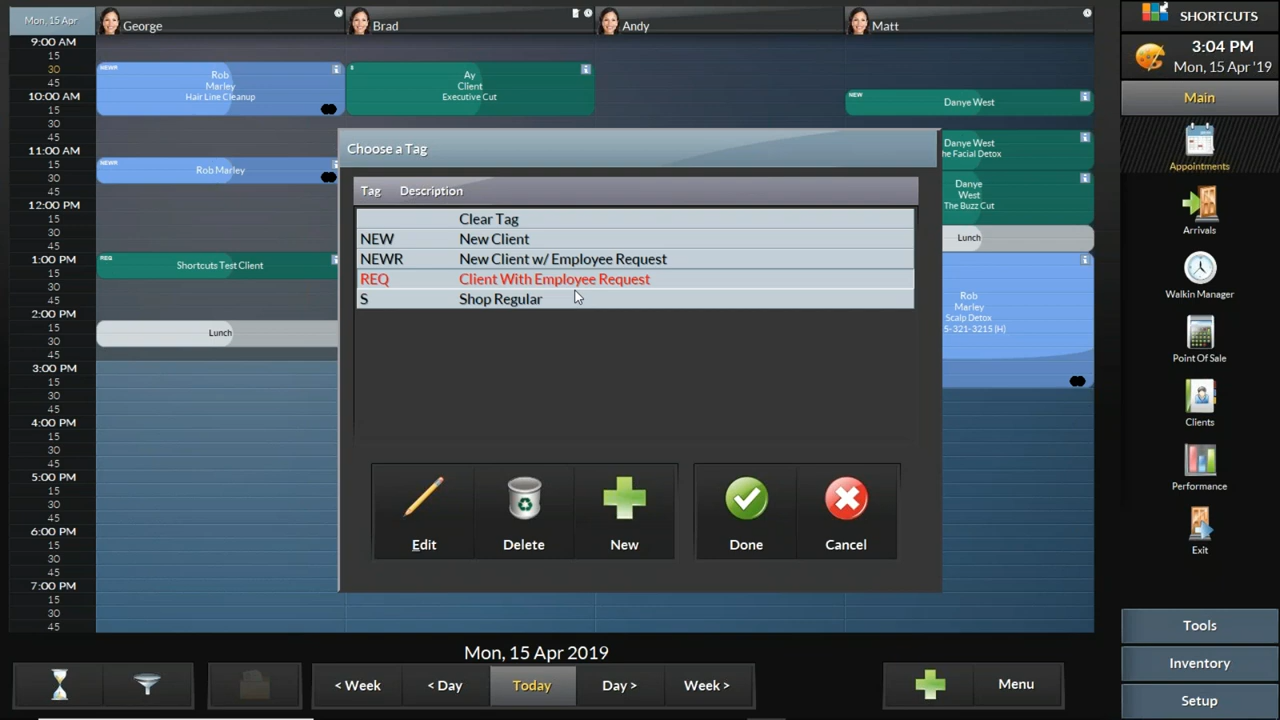 Mon, 15 Apr
George
Brad
Andy
Matt
SHORTCUTS
3:04 PM
Mon, 15 Apr '19
Main
Appointments
Arrivals
Walkin Manager
Point Of Sale
Clients
Performance
Exit
Tools
Inventory
Setup
9:00 AM
15
30
45
10:00 AM
15
30
45
11:00 AM
15
30
45
12:00 PM
15
30
45
1:00 PM
15
30
45
2:00 PM
15
30
45
3:00 PM
15
30
45
4:00 PM
15
30
45
5:00 PM
15
30
45
6:00 PM
15
30
45
7:00 PM
15
30
45
NEWR
Rob
Marley
Hair Line Cleanup
NEWR
Rob Marley
REQ
Shortcuts Test Client
Lunch
S
Ay
Client
Executive Cut
NEW
Danye West
Danye West
he Facial Detox
Danye
West
The Buzz Cut
Lunch
Rob
Marley
Scalp Detox
5-321-3215 (H)
Choose a Tag
Tag Description
Clear Tag
NEW New Client
NEWR New Client w/ Employee Request
REQ Client With Employee Request
S Shop Regular
Edit
Delete
New
Done
Cancel
Mon, 15 Apr 2019
< Week
< Day
Today
Day >
Week >
Menu